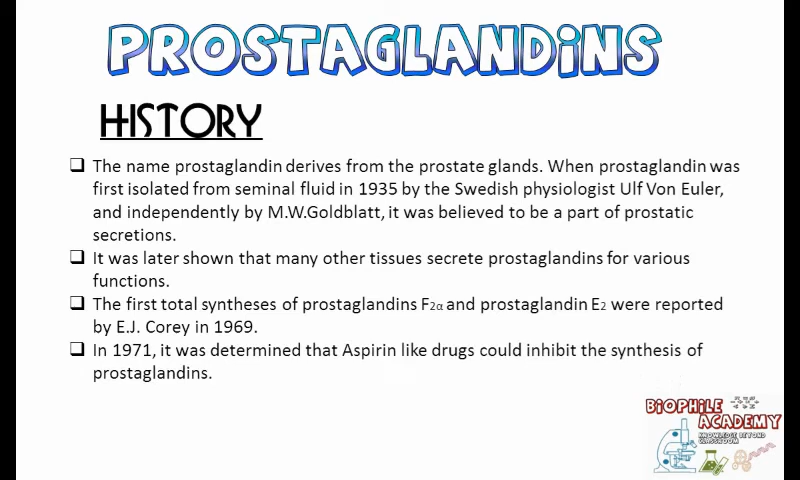 PROSTAGLANDiNS
HISTORY
❑ The name prostaglandin derives from the prostate glands. When prostaglandin was
first isolated from seminal fluid in 1935 by the Swedish physiologist Ulf Von Euler,
and independently by M.W.Goldblatt, it was believed to be a part of prostatic
secretions.
❑ It was later shown that many other tissues secrete prostaglandins for various
functions.
❑ The first total syntheses of prostaglandins F2α and prostaglandin E2 were reported
by E.J. Corey in 1969.
❑ In 1971, it was determined that Aspirin like drugs could inhibit the synthesis of
prostaglandins.
BiOPHiLE
ACADEMY
KNOWLEDGE BEYOND
CLASSROOM